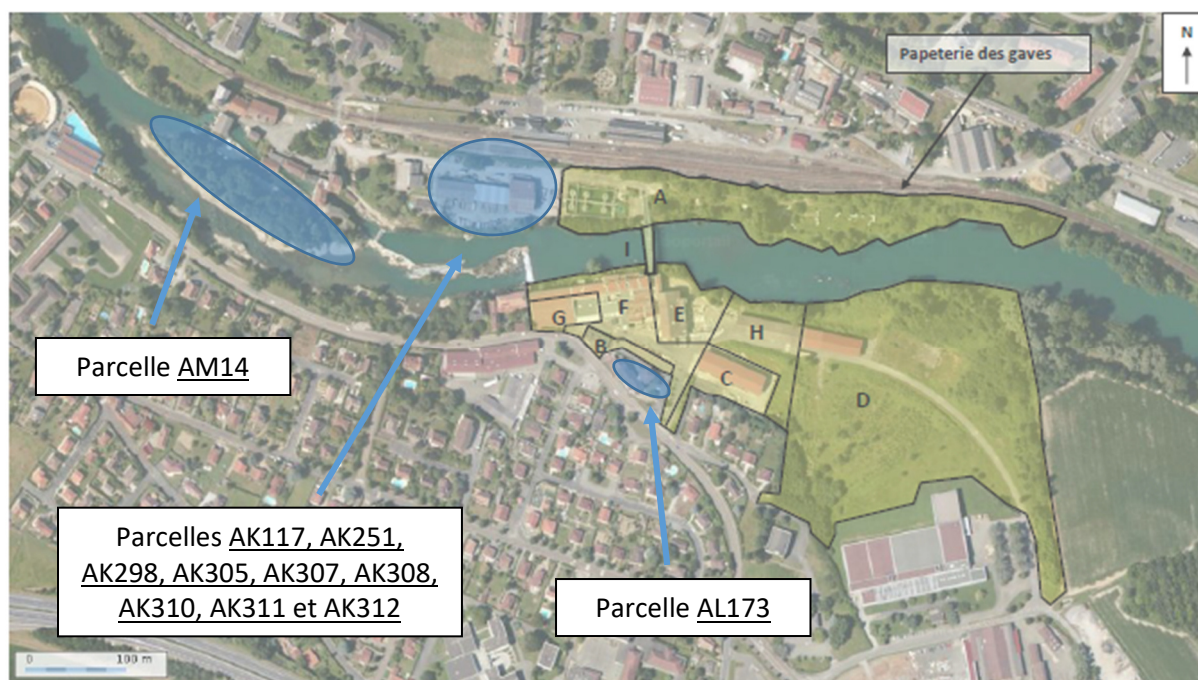 N
Papeterie des gaves
A
I
F
E
G
H
B
C
D
Parcelle AM14
Parcelles AK117, AK251,
AK298, AK305, AK307, AK308,
AK310, AK311 et AK312
Parcelle AL173
0 100 m